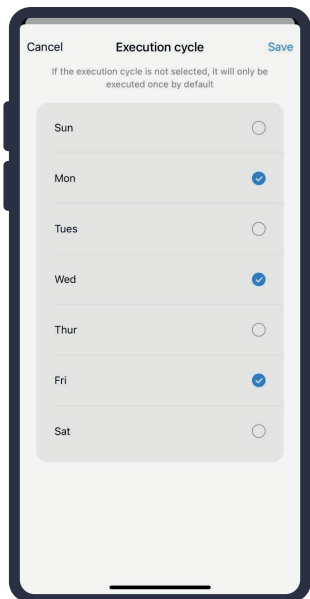 Cancel Execution cycle Save
If the execution cycle is not selected, it will only be
executed once by default
Sun
Mon
Tues
Wed
Thur
Fri
Sat